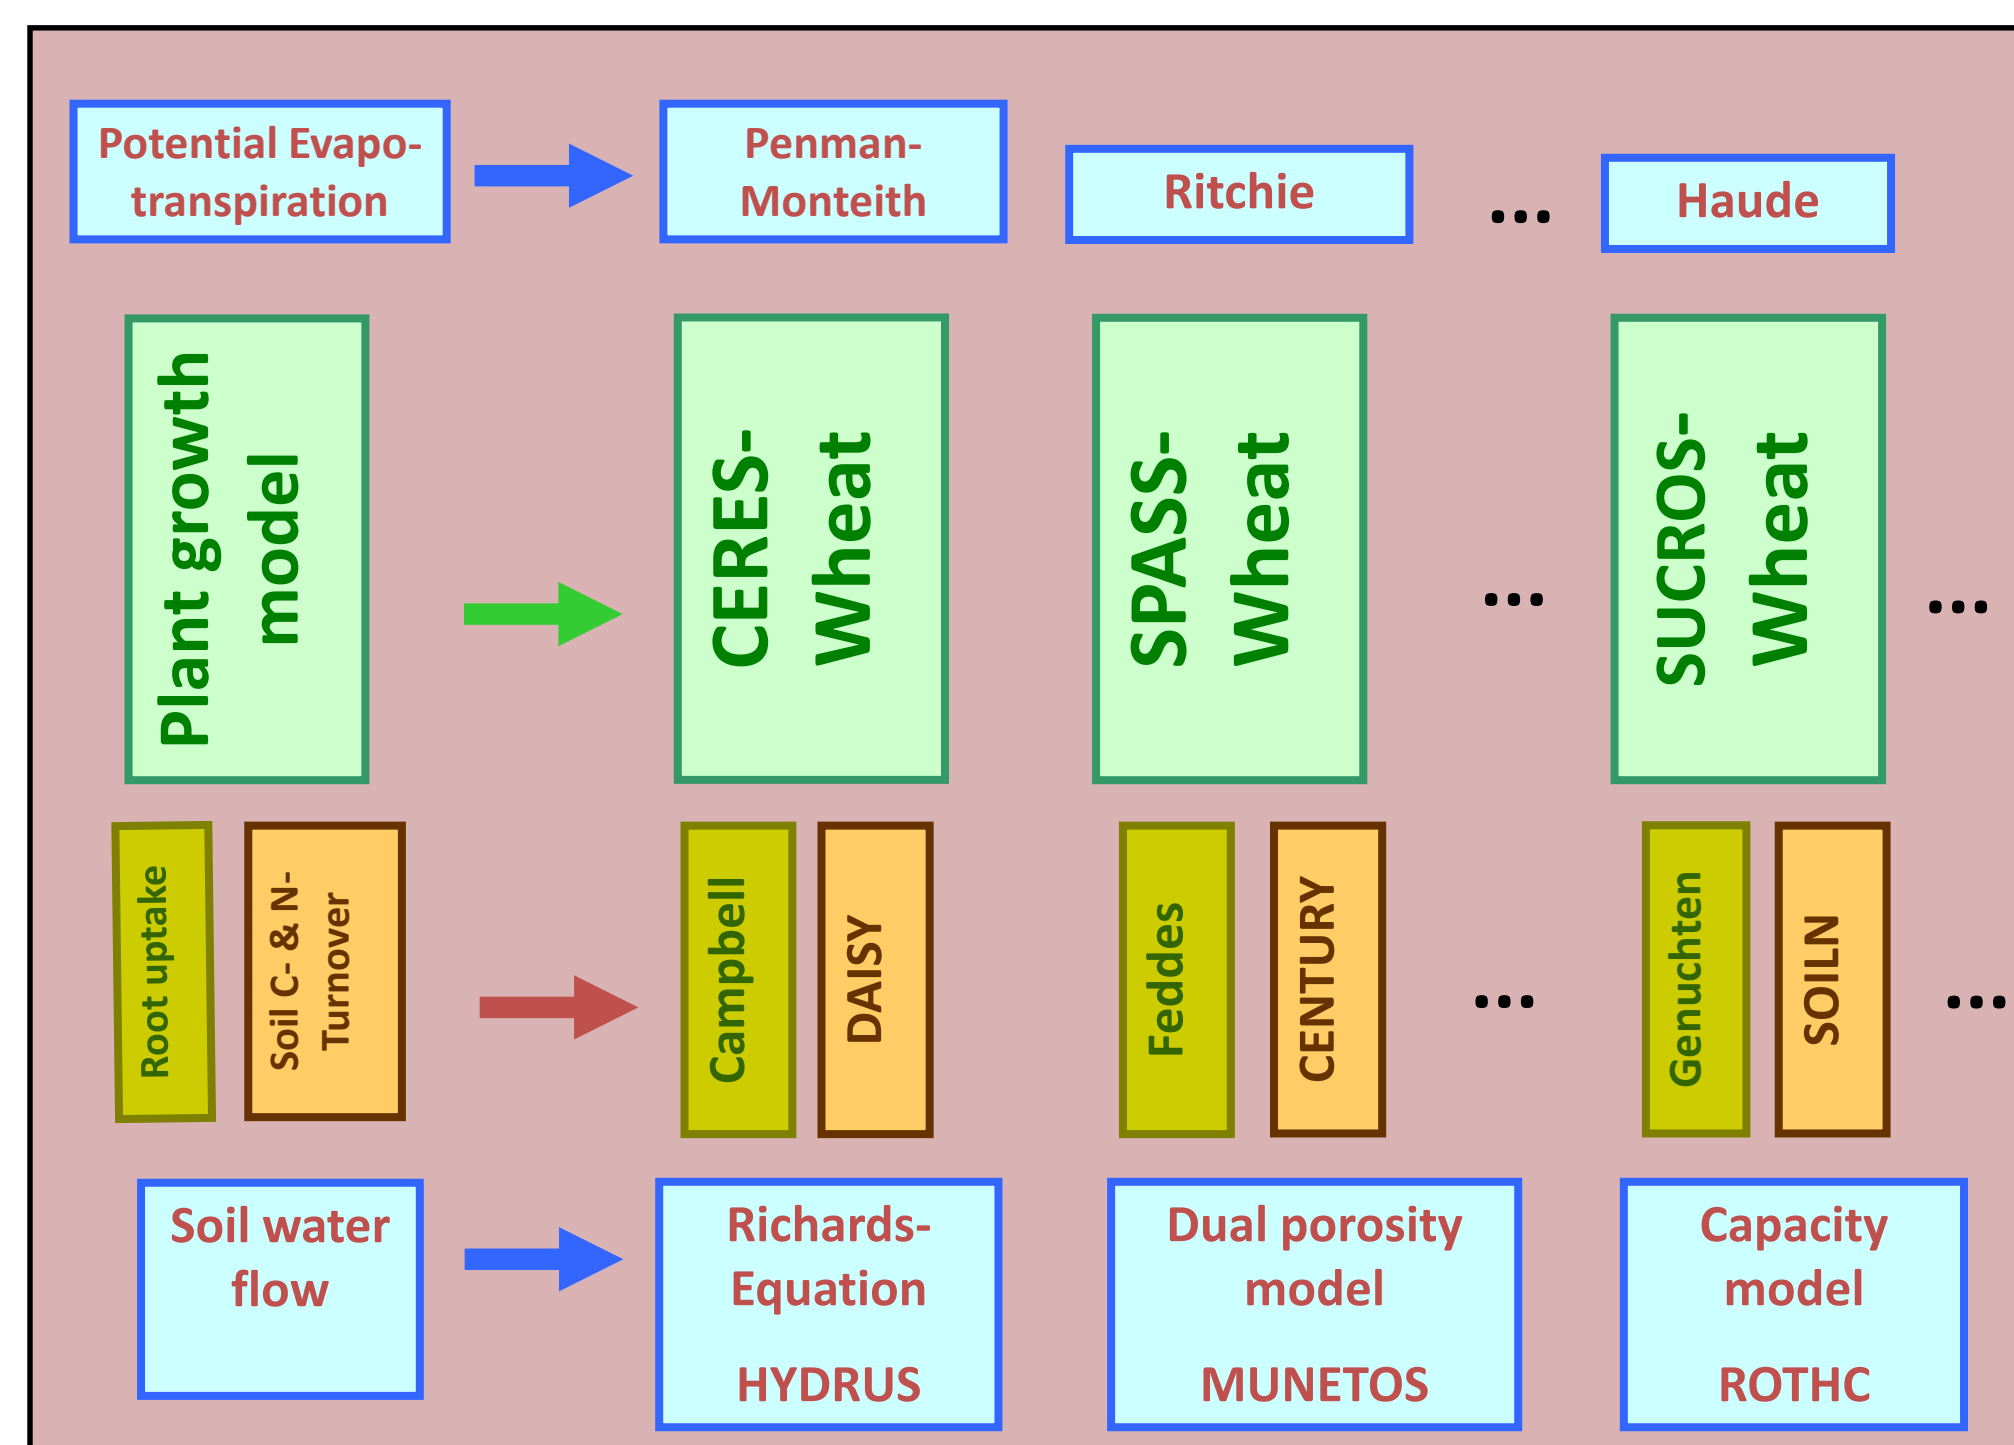 Potential Evapo-
transpiration
Penman-
Monteith
Ritchie
...
Haude
Plant growth
model
CERES-
Wheat
SPASS-
Wheat
...
SUCROS-
Wheat
...
Root uptake
Soil C- & N-
Turnover
Campbell
DAISY
Feddes
CENTURY
...
Genuchten
SOILN
...
Soil water
flow
Richards-
Equation
HYDRUS
Dual porosity
model
MUNETOS
Capacity
model
ROTHC